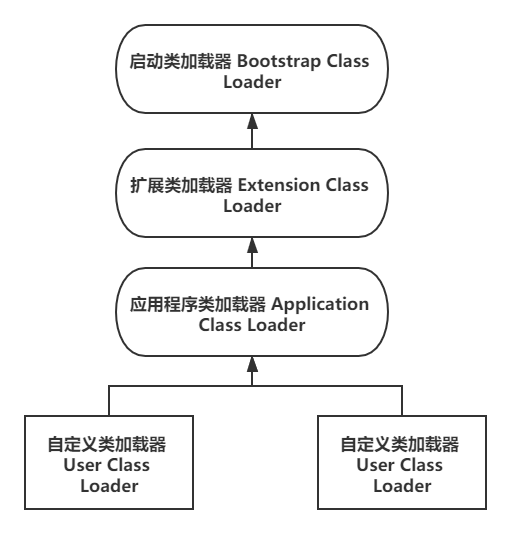 启动类加载器 Bootstrap Class
Loader
扩展类加载器 Extension Class
Loader
应用程序类加载器 Application
Class Loader
自定义类加载器
User Class
Loader
自定义类加载器
User Class
Loader